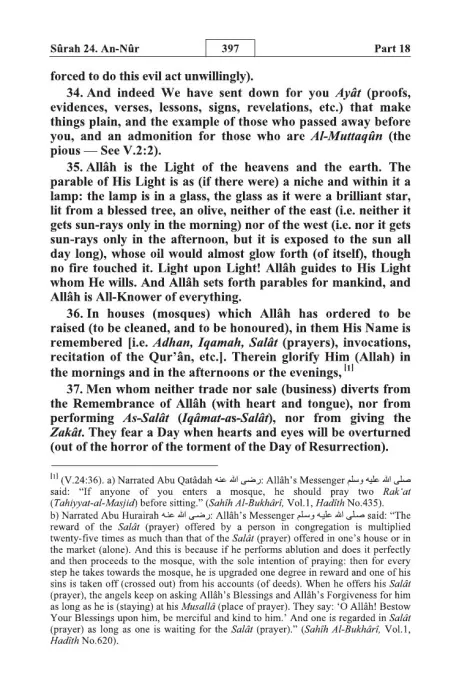 Sûrah 24. An-Nûr 397 Part 18
forced to do this evil act unwillingly).
34. And indeed We have sent down for you Ayât (proofs,
evidences, verses, lessons, signs, revelations, etc.) that make
things plain, and the example of those who passed away before
you, and an admonition for those who are Al-Muttaqûn (the
pious — See V.2:2).
35. Allâh is the Light of the heavens and the earth. The
parable of His Light is as (if there were) a niche and within it a
lamp: the lamp is in a glass, the glass as it were a brilliant star,
lit from a blessed tree, an olive, neither of the east (i.e. neither it
gets sun-rays only in the morning) nor of the west (i.e. nor it gets
sun-rays only in the afternoon, but it is exposed to the sun all
day long), whose oil would almost glow forth (of itself), though
no fire touched it. Light upon Light! Allâh guides to His Light
whom He wills. And Allâh sets forth parables for mankind, and
Allâh is All-Knower of everything.
36. In houses (mosques) which Allâh has ordered to be
raised (to be cleaned, and to be honoured), in them His Name is
remembered [i.e. Adhan, Iqamah, Salât (prayers), invocations,
recitation of the Qur’ân, etc.]. Therein glorify Him (Allah) in
the mornings and in the afternoons or the evenings, [1]
37. Men whom neither trade nor sale (business) diverts from
the Remembrance of Allâh (with heart and tongue), nor from
performing As-Salât (Iqâmat-as-Salât), nor from giving the
Zakât. They fear a Day when hearts and eyes will be overturned
(out of the horror of the torment of the Day of Resurrection).
[1] (V.24:36). a) Narrated Abu Qatâdah رضى الله عنه: Allâh’s Messenger صلى الله عليه وسلم
said: “If anyone of you enters a mosque, he should pray two Rak‘at
(Tahiyyat-al-Masjid) before sitting.” (Sahîh Al-Bukhârî, Vol.1, Hadîth No.435).
b) Narrated Abu Hurairah رضى الله عنه: Allâh’s Messenger صلى الله عليه وسلم said: “The
reward of the Salât (prayer) offered by a person in congregation is multiplied
twenty-five times as much than that of the Salât (prayer) offered in one’s house or in
the market (alone). And this is because if he performs ablution and does it perfectly
and then proceeds to the mosque, with the sole intention of praying: then for every
step he takes towards the mosque, he is upgraded one degree in reward and one of his
sins is taken off (crossed out) from his accounts (of deeds). When he offers his Salât
(prayer), the angels keep on asking Allâh’s Blessings and Allâh’s Forgiveness for him
as long as he is (staying) at his Musallâ (place of prayer). They say: ‘O Allâh! Bestow
Your Blessings upon him, be merciful and kind to him.’ And one is regarded in Salât
(prayer) as long as one is waiting for the Salât (prayer).” (Sahîh Al-Bukhârî, Vol.1,
Hadîth No.620).